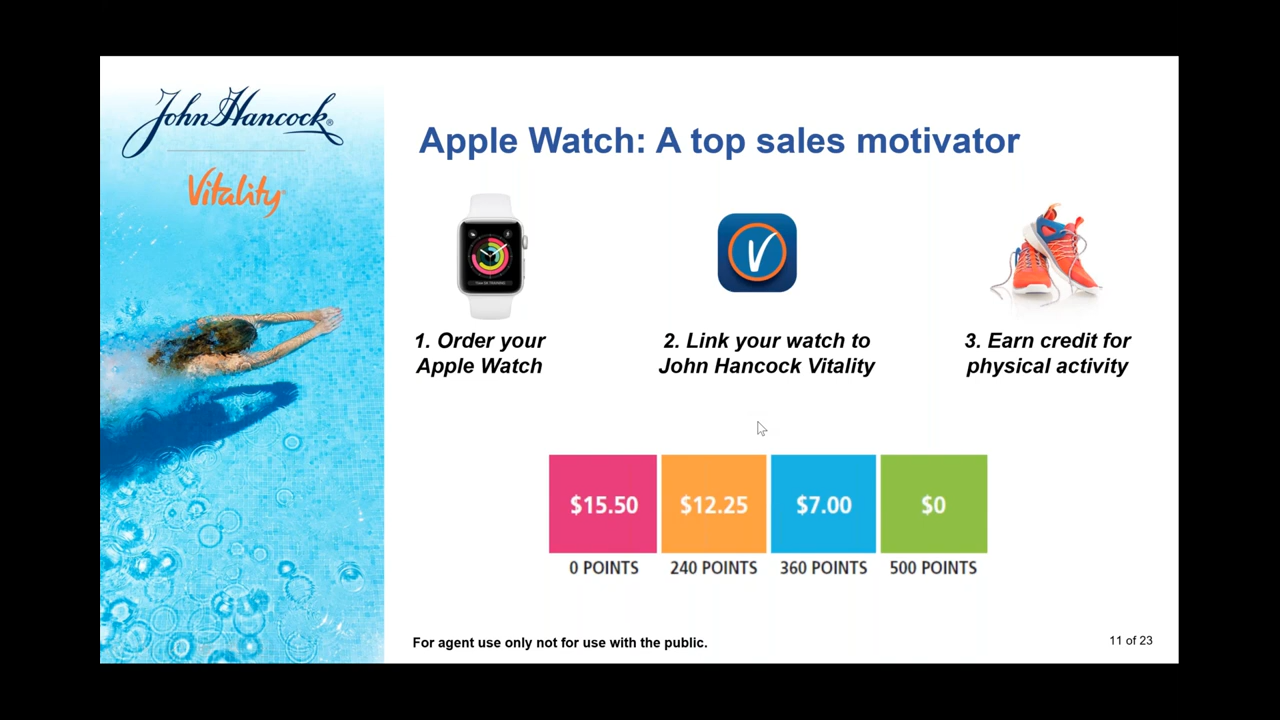 John Hancock®
Vitality®
Apple Watch: A top sales motivator
1. Order your
Apple Watch
2. Link your watch to
John Hancock Vitality
3. Earn credit for
physical activity
$15.50
$12.25
$7.00
$0
0 POINTS
240 POINTS
360 POINTS
500 POINTS
For agent use only not for use with the public.
11 of 23